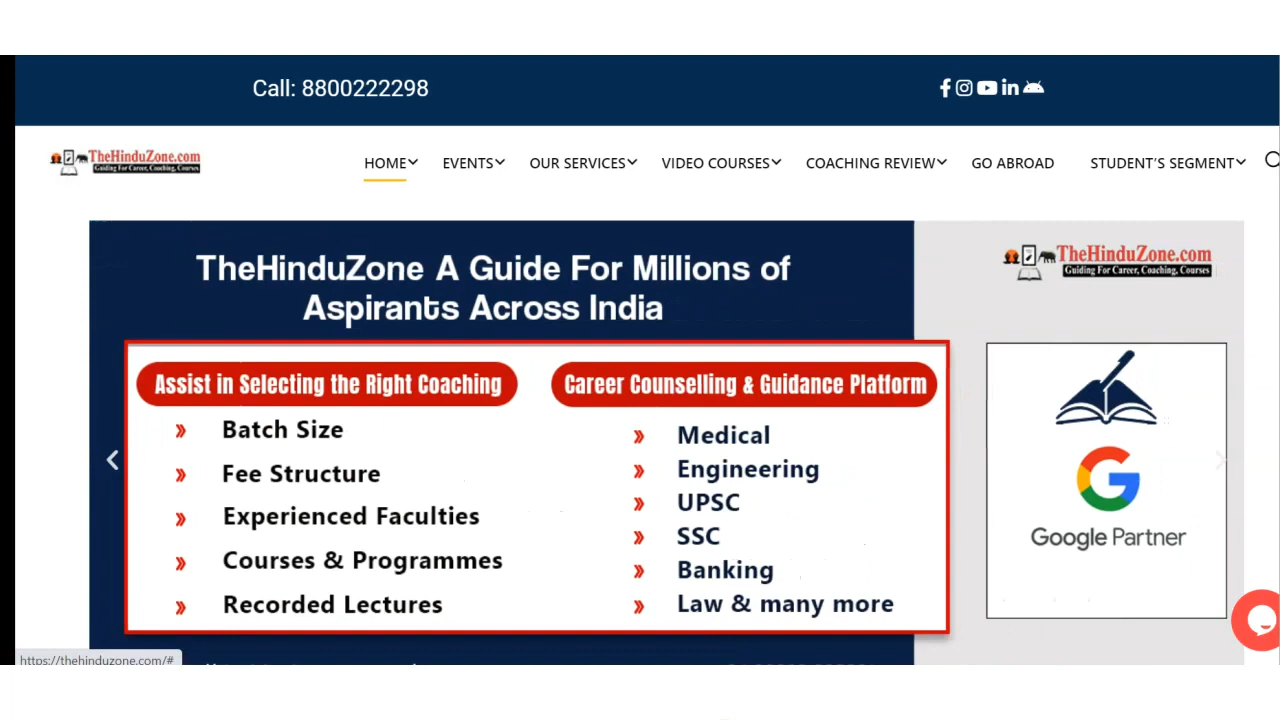 Call: 8800222298
TheHinduZone.com
Guiding For Career, Coaching, Courses
HOME
EVENTS
OUR SERVICES
VIDEO COURSES
COACHING REVIEW
GO ABROAD
STUDENT'S SEGMENT
TheHinduZone A Guide For Millions of
Aspirants Across India
TheHinduZone.com
Guiding For Career, Coaching, Courses
Assist in Selecting the Right Coaching
» Batch Size
» Fee Structure
» Experienced Faculties
» Courses & Programmes
» Recorded Lectures
Career Counselling & Guidance Platform
» Medical
» Engineering
» UPSC
» SSC
» Banking
» Law & many more
Google Partner
https://thehinduzone.com/#